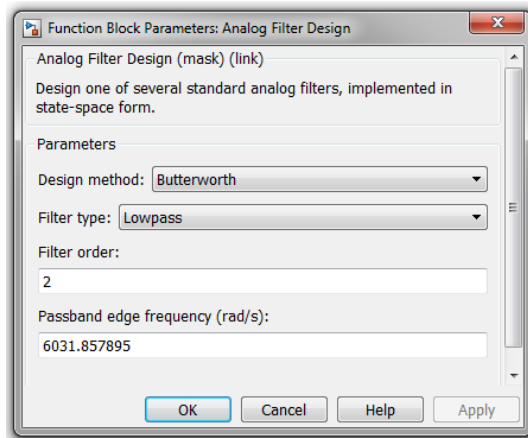 Function Block Parameters: Analog Filter Design
Analog Filter Design (mask) (link)
Design one of several standard analog filters, implemented in
state-space form.
Parameters
Design method: Butterworth
Filter type: Lowpass
Filter order:
2
Passband edge frequency (rad/s):
6031.857895
OK Cancel Help Apply